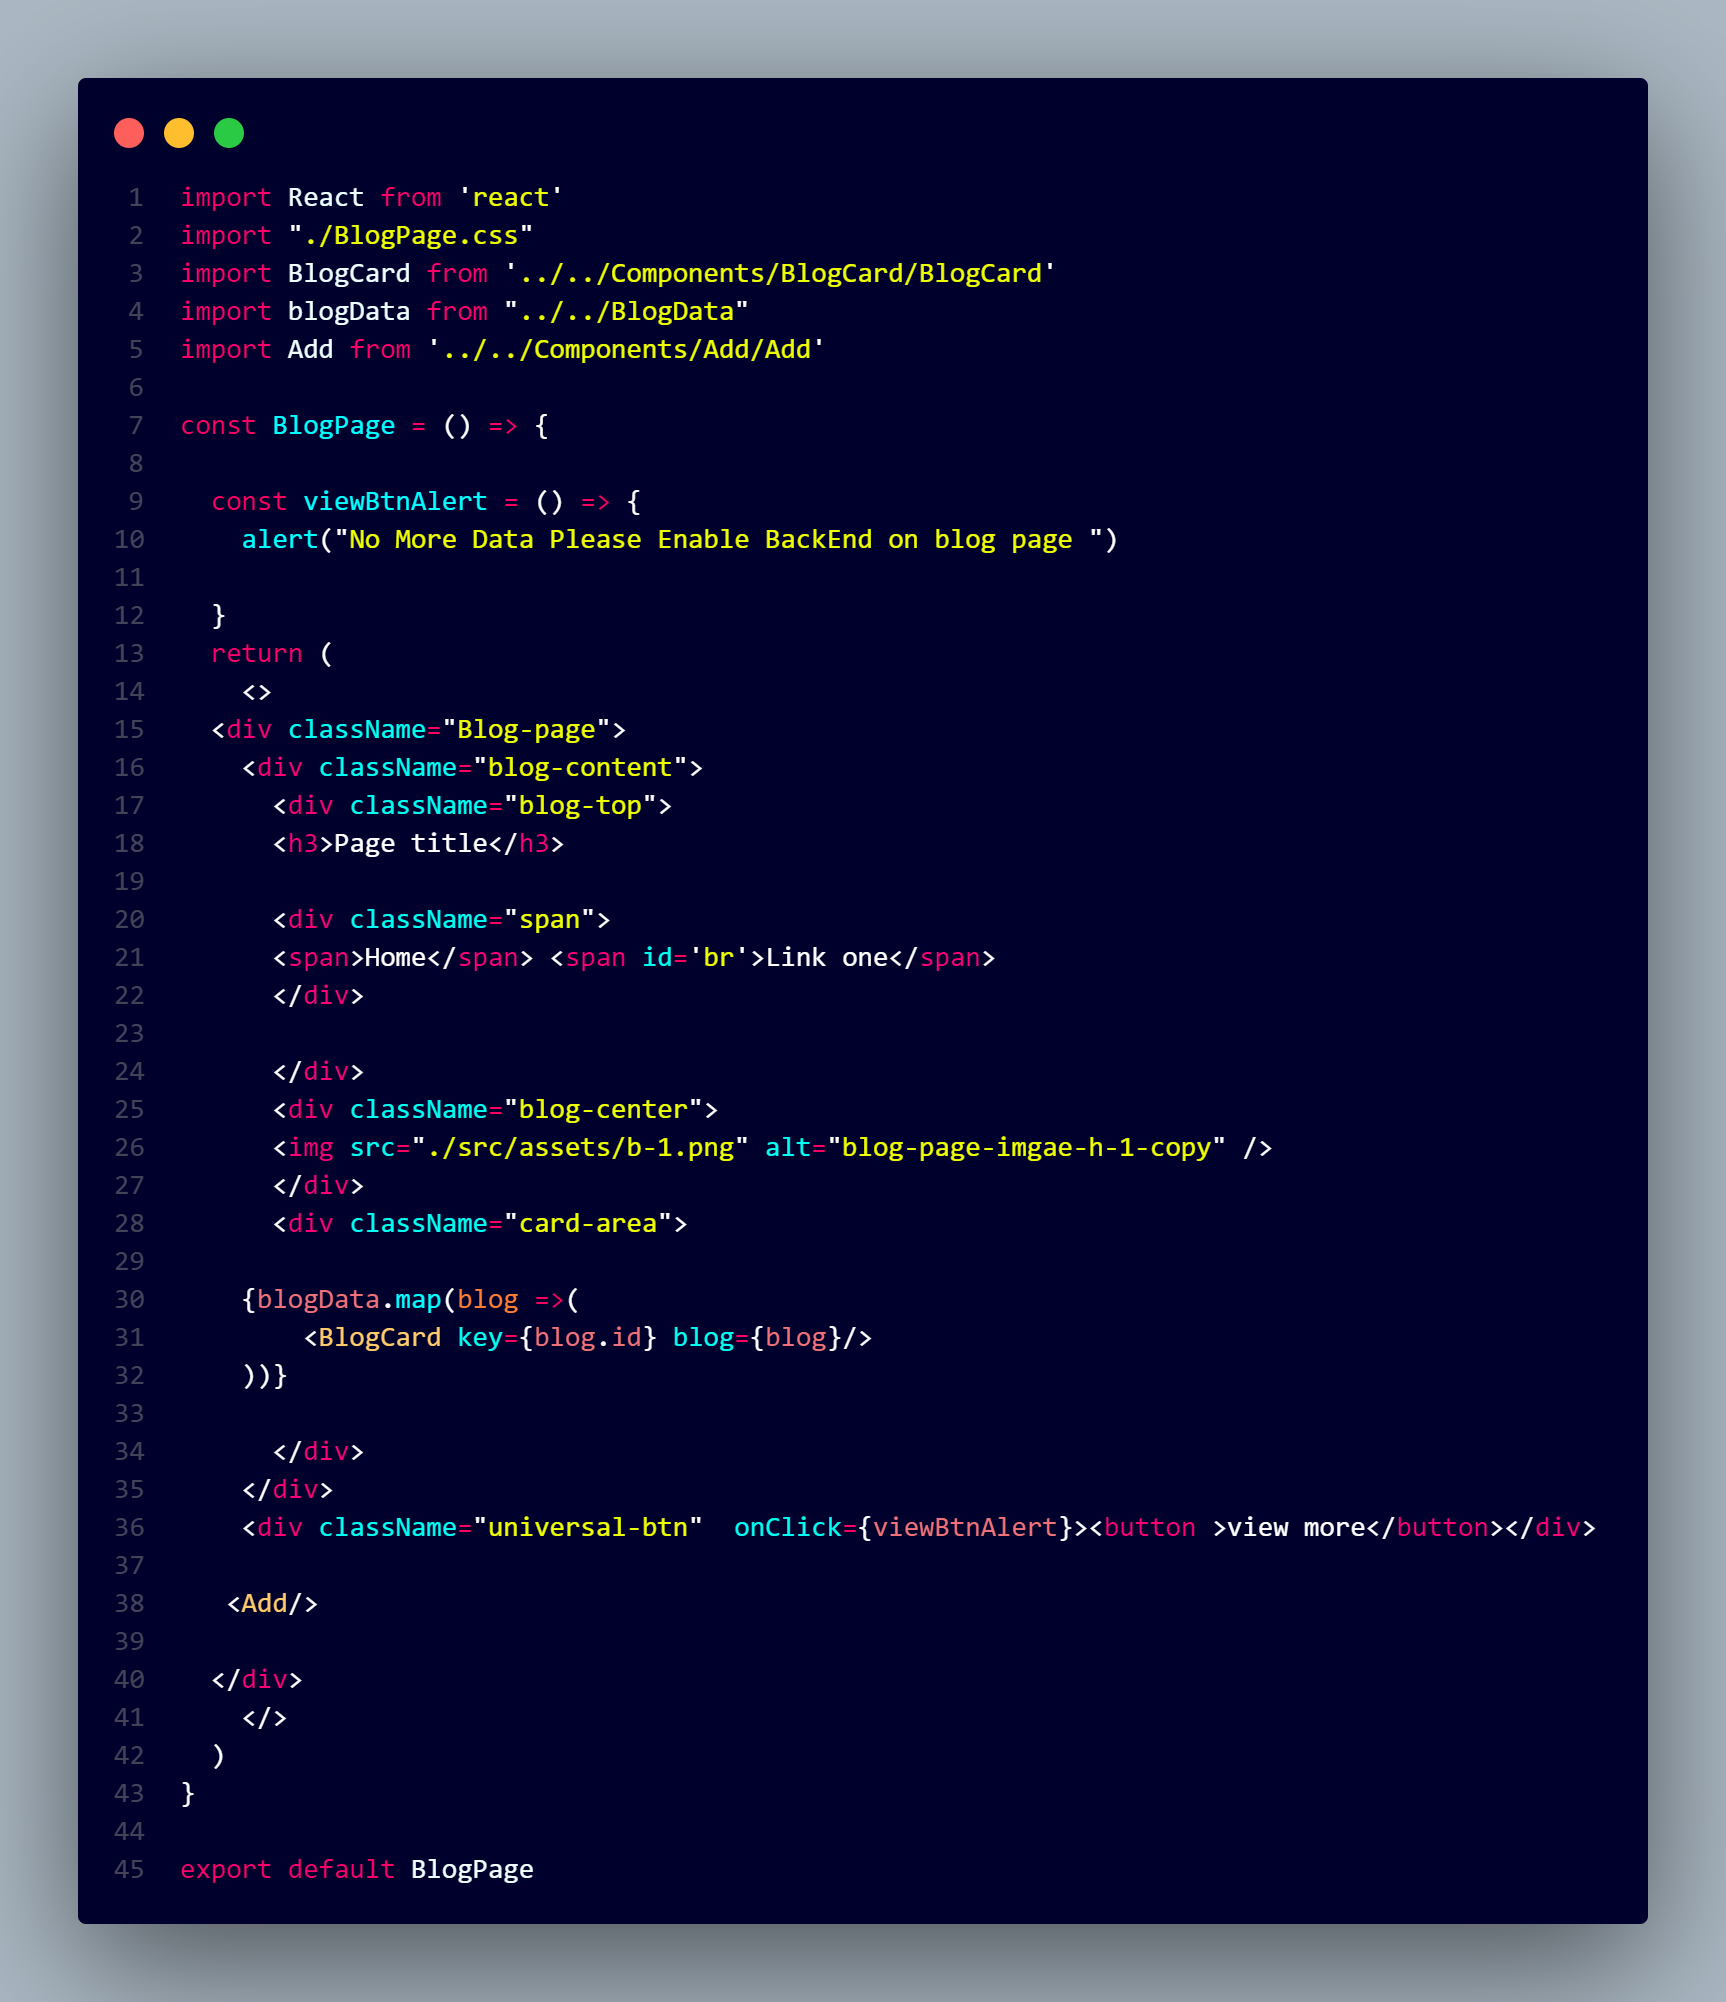 1 import React from 'react'
2 import "./BlogPage.css"
3 import BlogCard from '../../Components/BlogCard/BlogCard'
4 import blogData from "../../BlogData"
5 import Add from '../../Components/Add/Add'
6
7 const BlogPage = () => {
8
9   const viewBtnAlert = () => {
10     alert("No More Data Please Enable BackEnd on blog page ")
11
12   }
13   return (
14     <>
15   <div className="Blog-page">
16     <div className="blog-content">
17       <div className="blog-top">
18       <h3>Page title</h3>
19
20       <div className="span">
21       <span>Home</span> <span id='br'>Link one</span>
22       </div>
23
24       </div>
25       <div className="blog-center">
26       <img src="./src/assets/b-1.png" alt="blog-page-imgae-h-1-copy" />
27       </div>
28       <div className="card-area">
29
30     {blogData.map(blog =>(
31         <BlogCard key={blog.id} blog={blog}/>
32     ))}
33
34       </div>
35     </div>
36     <div className="universal-btn"  onClick={viewBtnAlert}><button >view more</button></div>
37
38    <Add/>
39
40   </div>
41     </>
42   )
43 }
44
45 export default BlogPage